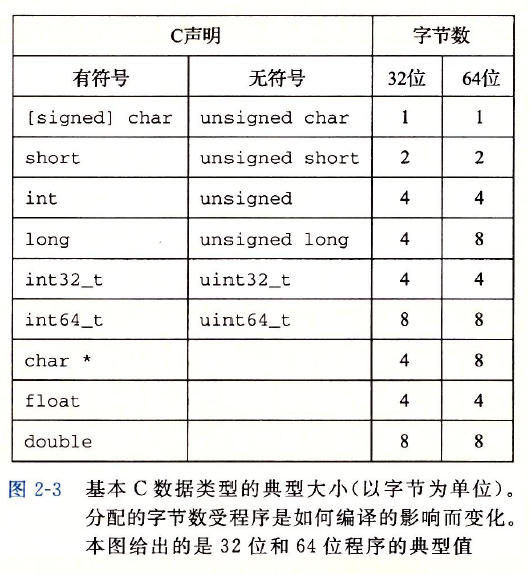 C声明 字节数
有符号 无符号 32位 64位
[signed] char unsigned char 1 1
short unsigned short 2 2
int unsigned 4 4
long unsigned long 4 8
int32_t uint32_t 4 4
int64_t uint64_t 8 8
char * 4 8
float 4 4
double 8 8
图 2-3 基本 C 数据类型的典型大小(以字节为单位)。
分配的字节数受程序是如何编译的影响而变化。
本图给出的是 32 位和 64 位程序的典型值